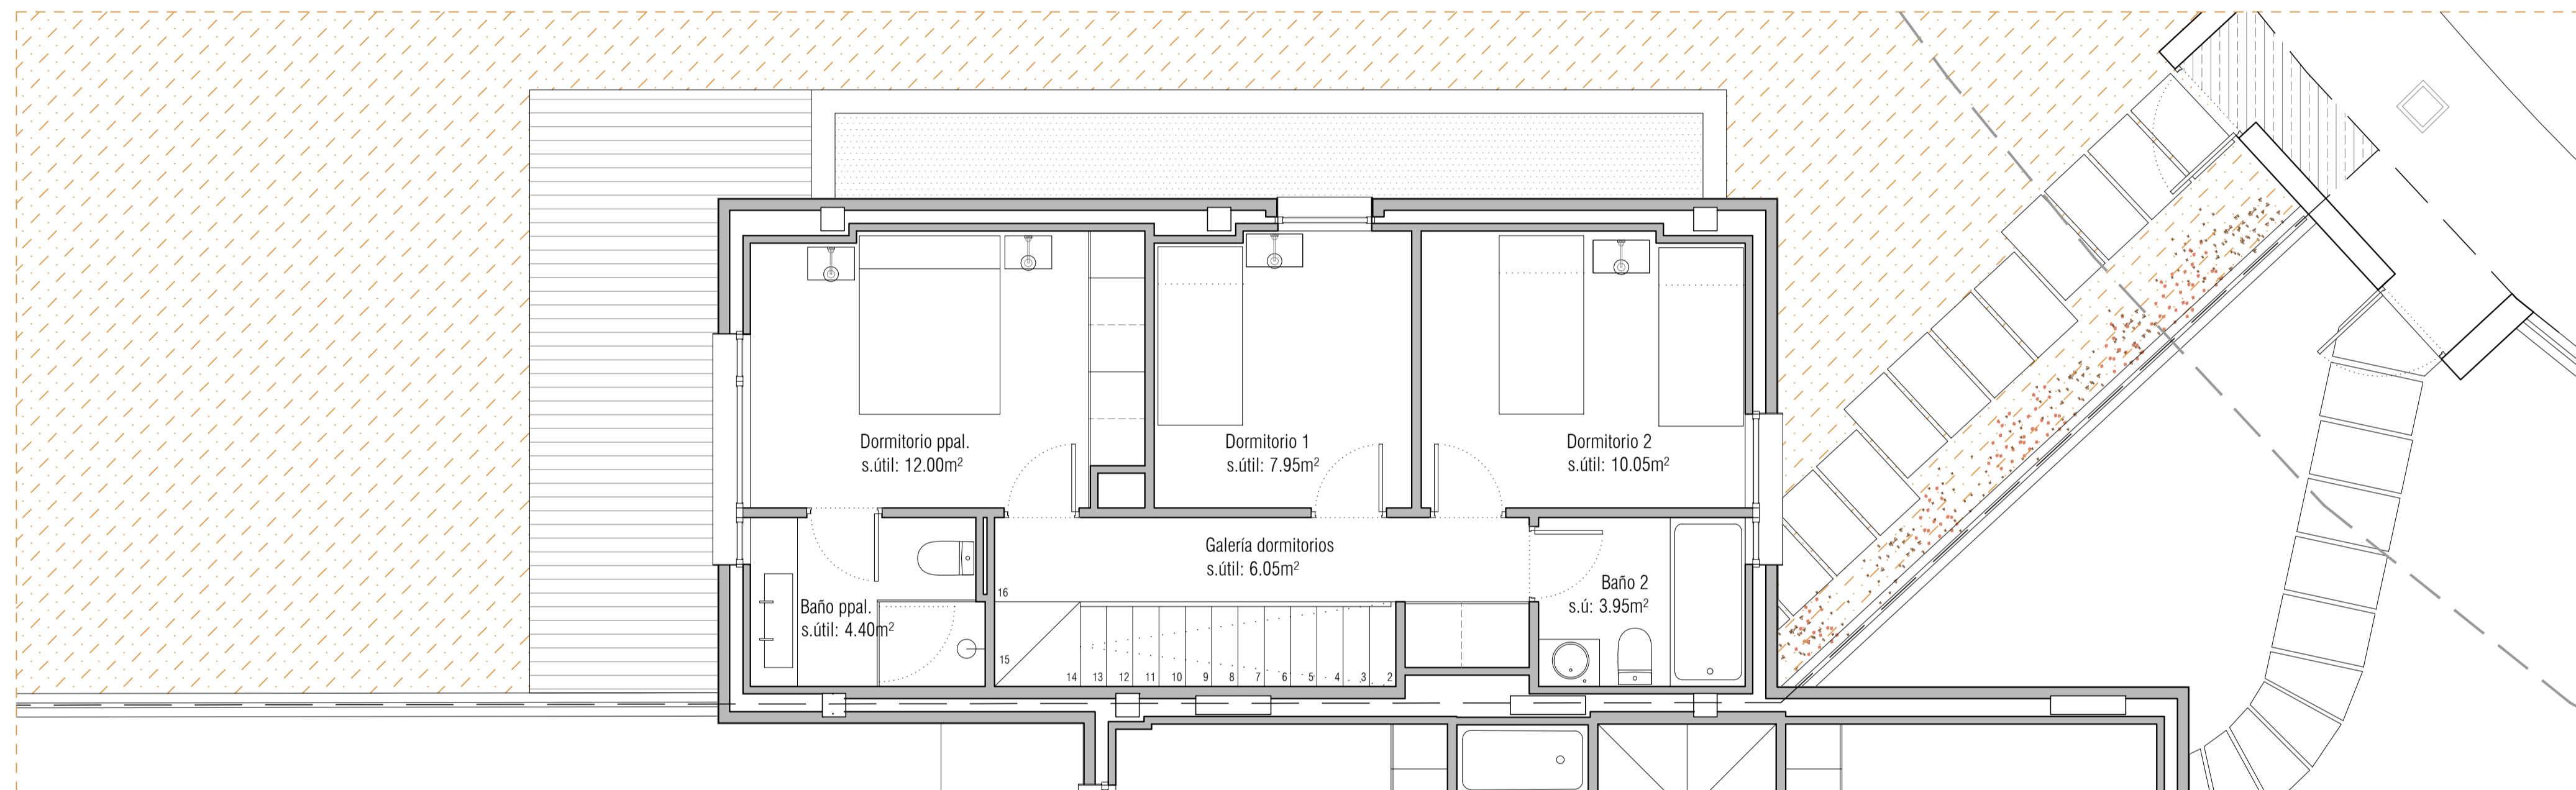 Dormitorio ppal.
s.útil: 12.00m²
Dormitorio 1
s.útil: 7.95m²
Dormitorio 2
s.útil: 10.05m²
Galería dormitorios
s.útil: 6.05m²
Baño ppal.
s.útil: 4.40m²
Baño 2
s.ú: 3.95m²
16
15
14 13 12 11 10 9 8 7 6 5 4 3 2